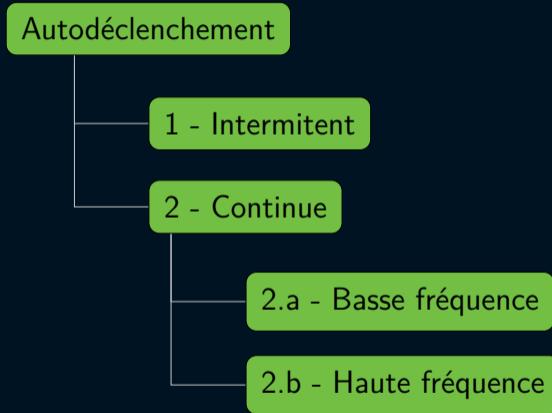 Autodéclenchement
1 - Intermitent
2 - Continue
2.a - Basse fréquence
2.b - Haute fréquence